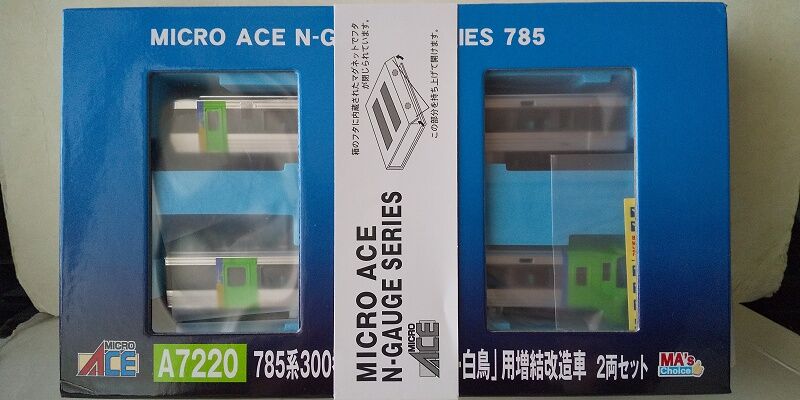 MICRO ACE N-G
IES 785
箱のフタに内蔵されたマグネットでフタ
が閉じられています。
この部分を持ち上げて開けます。
MICRO ACE
N-GAUGE SERIES
MICRO
ACE
MICRO
ACE
A7220
785系300
白鳥」用増結改造車 2両セット
MA's
Choice